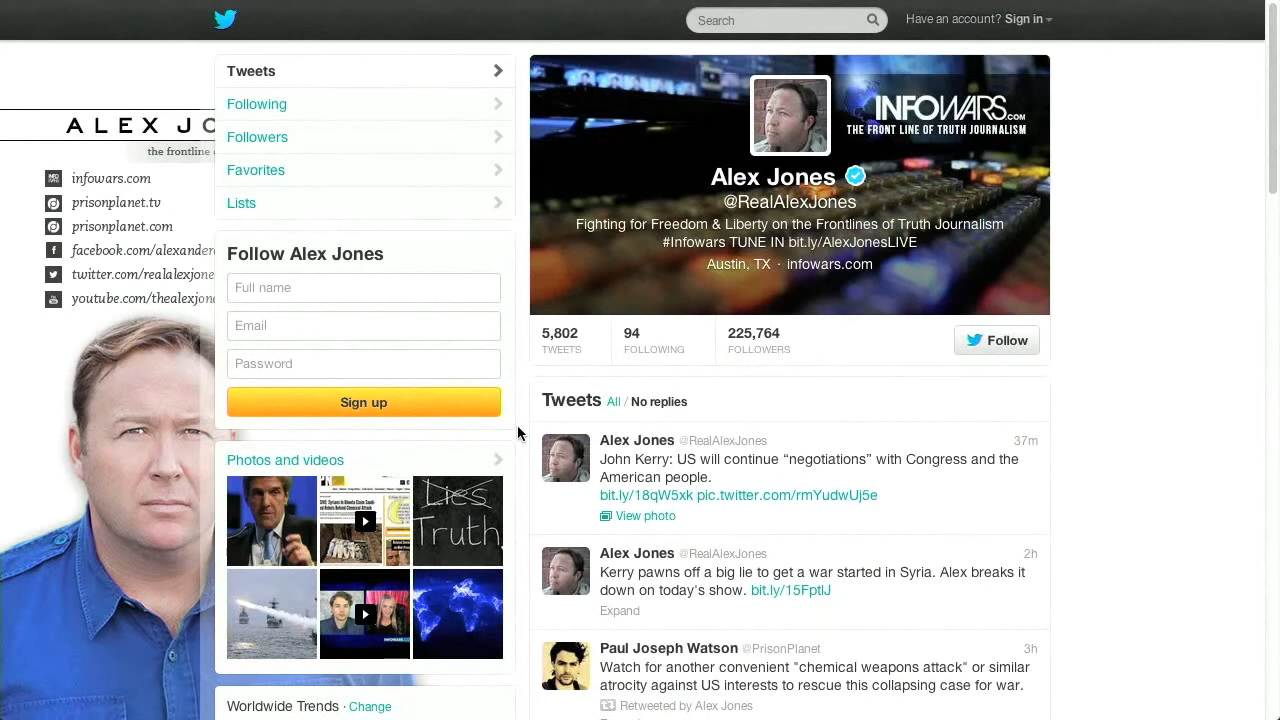 Search
Have an account? Sign in
Tweets
Following
Followers
Favorites
Lists
ALEX JO
the frontline
infowars.com
prisonplanet.tv
prisonplanet.com
facebook.com/alexander
twitter.com/realalexjone
youtube.com/thealexjone
Follow Alex Jones
Full name
Email
Password
Sign up
Photos and videos
Lies
Truth
Worldwide Trends · Change
INFOWARS.COM
THE FRONT LINE OF TRUTH JOURNALISM
Alex Jones
@RealAlexJones
Fighting for Freedom & Liberty on the Frontlines of Truth Journalism
#Infowars TUNE IN bit.ly/AlexJonesLIVE
Austin, TX · infowars.com
5,802 94 225,764
TWEETS FOLLOWING FOLLOWERS
Follow
Tweets All / No replies
Alex Jones @RealAlexJones 37m
John Kerry: US will continue “negotiations” with Congress and the
American people.
bit.ly/18qW5xk pic.twitter.com/rmYudwUj5e
View photo
Alex Jones @RealAlexJones 2h
Kerry pawns off a big lie to get a war started in Syria. Alex breaks it
down on today's show. bit.ly/15FptlJ
Expand
Paul Joseph Watson @PrisonPlanet 3h
Watch for another convenient "chemical weapons attack" or similar
atrocity against US interests to rescue this collapsing case for war.
Retweeted by Alex Jones